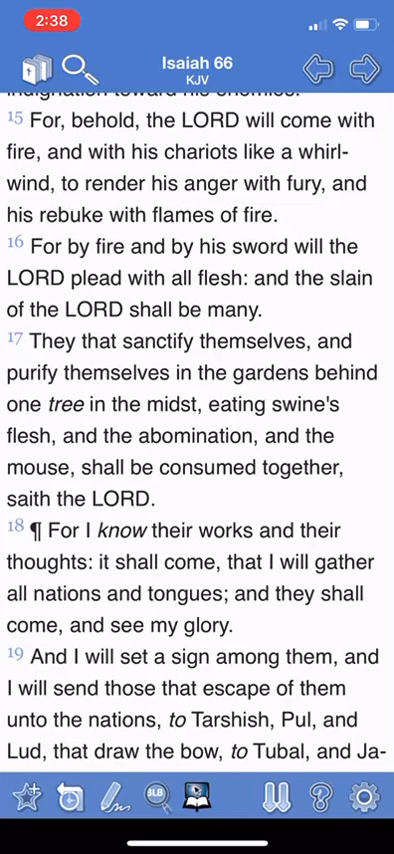 2:38
Isaiah 66
KJV
indignation toward his enemies.
15 For, behold, the LORD will come with
fire, and with his chariots like a whirl-
wind, to render his anger with fury, and
his rebuke with flames of fire.
16 For by fire and by his sword will the
LORD plead with all flesh: and the slain
of the LORD shall be many.
17 They that sanctify themselves, and
purify themselves in the gardens behind
one tree in the midst, eating swine's
flesh, and the abomination, and the
mouse, shall be consumed together,
saith the LORD.
18 ¶ For I know their works and their
thoughts: it shall come, that I will gather
all nations and tongues; and they shall
come, and see my glory.
19 And I will set a sign among them, and
I will send those that escape of them
unto the nations, to Tarshish, Pul, and
Lud, that draw the bow, to Tubal, and Ja-
BLB